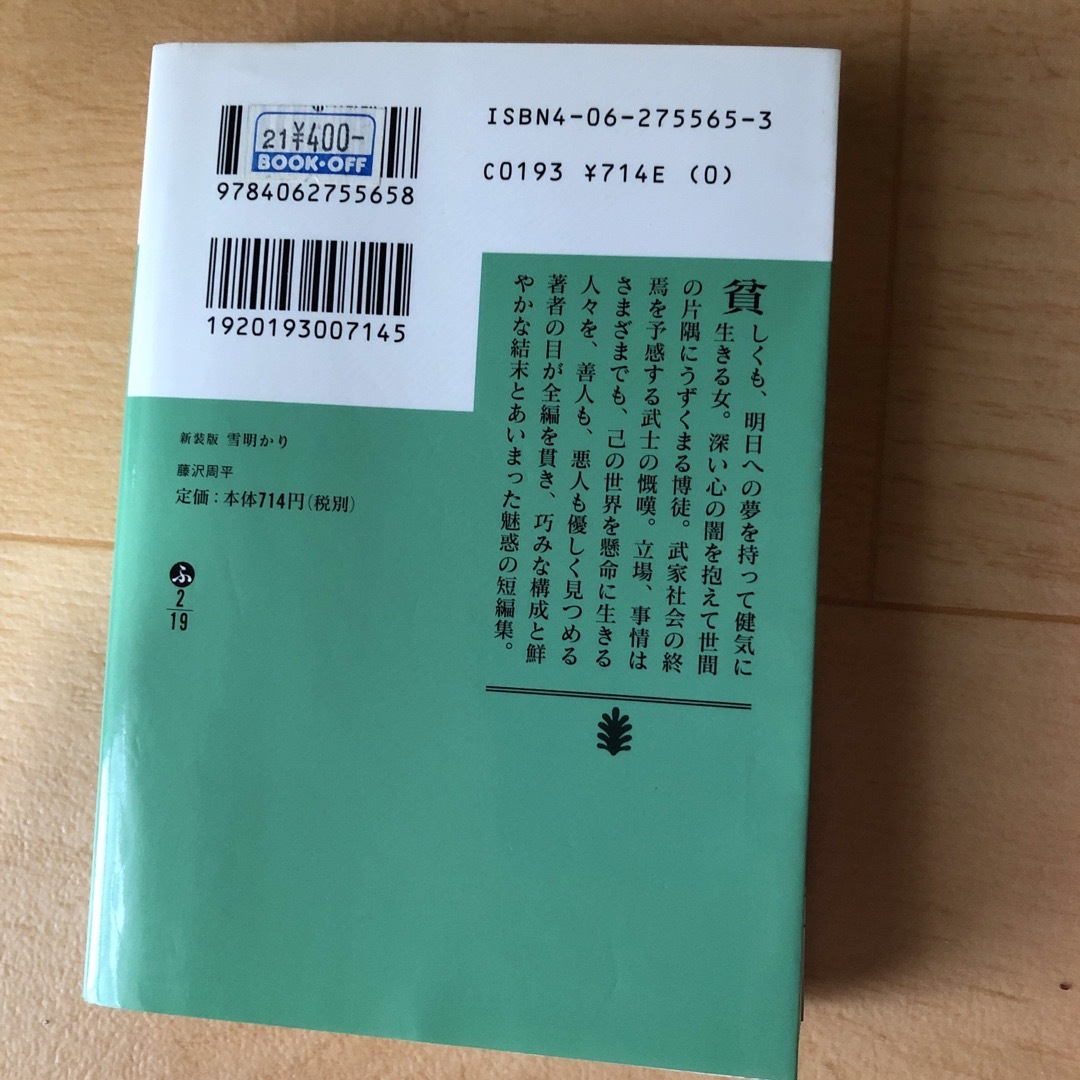 21 ¥400-
BOOK・OFF
9784062755658
1920193007145
ISBN4-06-275565-3
C0193 ¥714E (0)
貧しくも、明日への夢を持って健気に
生きる女。深い心の闇を抱えて世間
の片隅にうずくまる博徒。武家社会の終
焉を予感する武士の慨嘆。立場、事情は
さまざまでも、己の世界を懸命に生きる
人々を、善人も、悪人も優しく見つめる
著者の目が全編を貫き、巧みな構成と鮮
やかな結末とあいまった魅惑の短編集。
新装版 雪明かり
藤沢周平
定価:本体714円(税別)
ふ
2
19